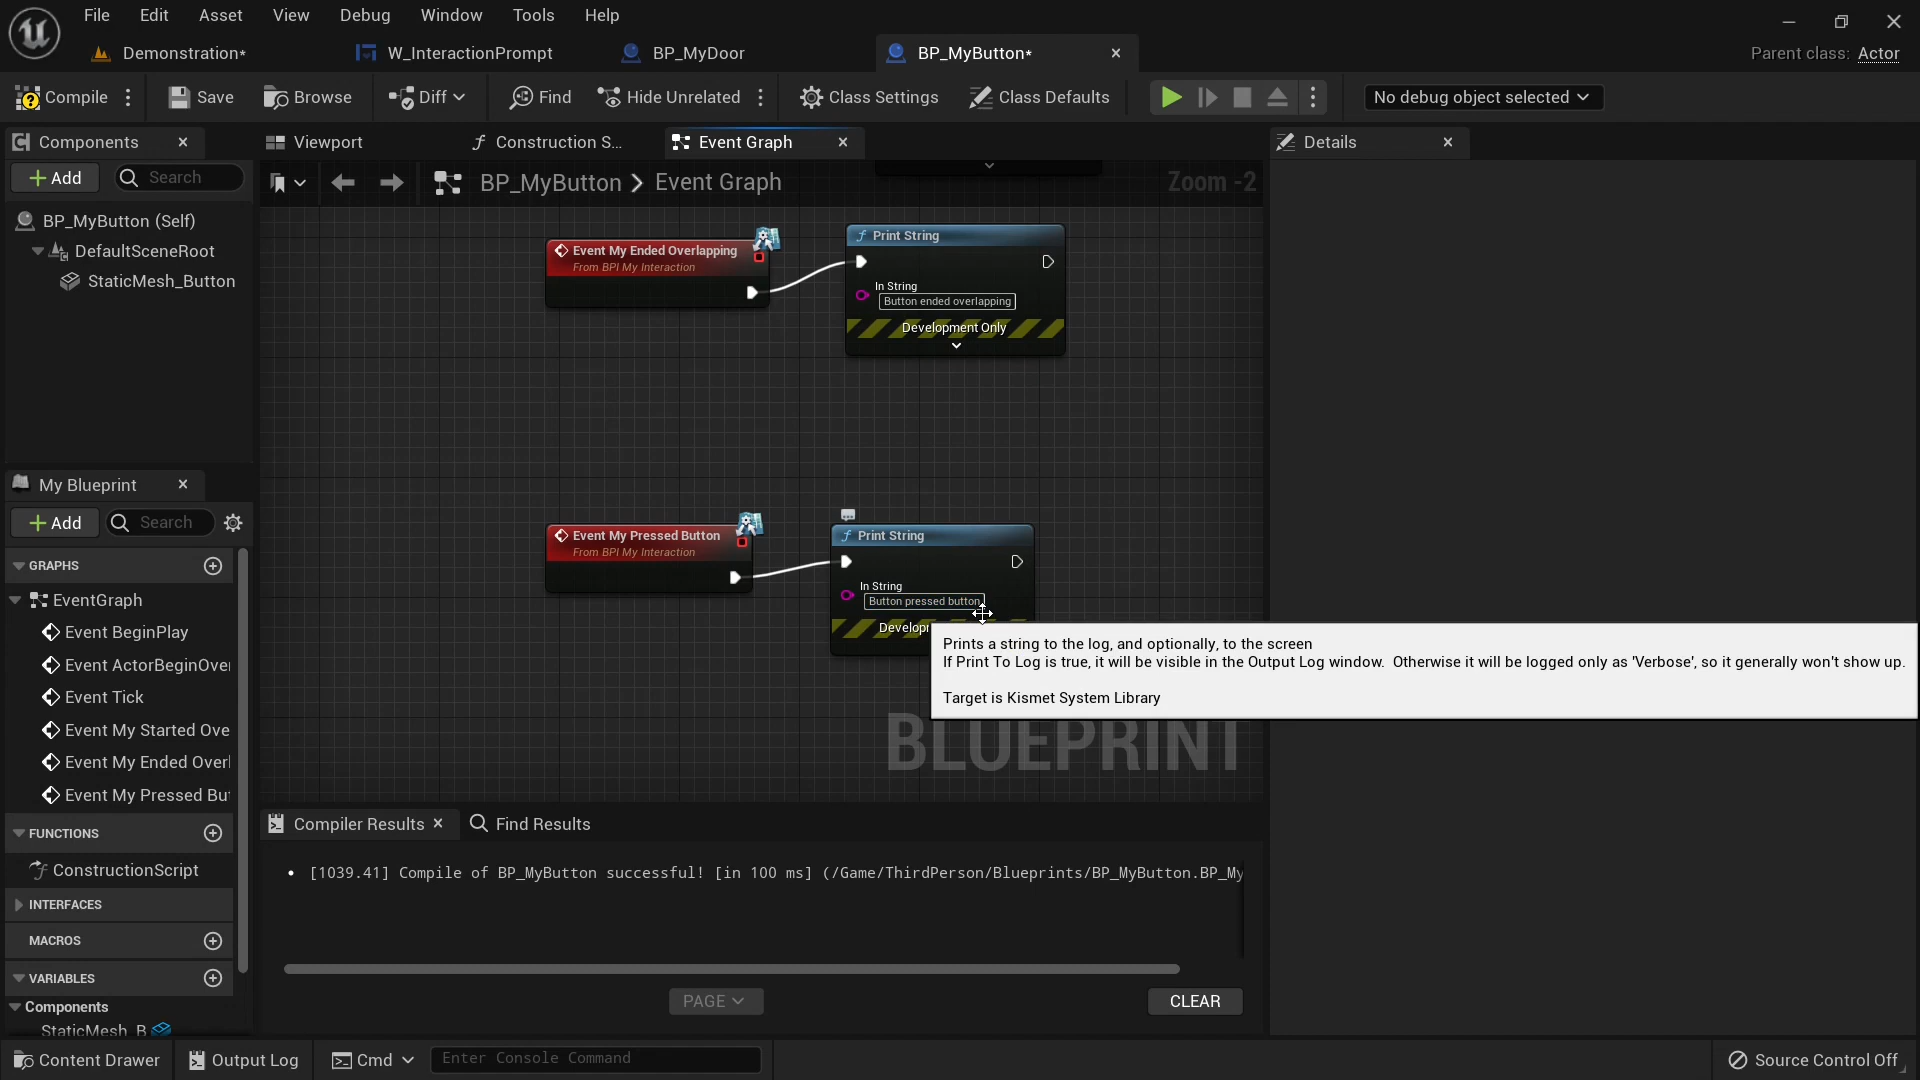 File Edit Asset View Debug Window Tools Help
Demonstration* W_InteractionPrompt BP_MyDoor BP_MyButton* Parent class: Actor
Compile Save Browse Diff Find Hide Unrelated Class Settings Class Defaults No debug object selected
Components Viewport Construction S... Event Graph Details
Add Search BP_MyButton > Event Graph Zoom -2
BP_MyButton (Self)
DefaultSceneRoot
StaticMesh_Button
Event My Ended Overlapping
From BPI My Interaction
Print String
In String
Button ended overlapping
Development Only
My Blueprint
Add Search
GRAPHS
EventGraph
Event BeginPlay
Event ActorBeginOve
Event Tick
Event My Started Ove
Event My Ended Over
Event My Pressed Bu
FUNCTIONS
ConstructionScript
INTERFACES
MACROS
VARIABLES
Components
StaticMesh_B
Event My Pressed Button
From BPI My Interaction
Print String
In String
Button pressed button
Develop
Prints a string to the log, and optionally, to the screen
If Print To Log is true, it will be visible in the Output Log window. Otherwise it will be logged only as 'Verbose', so it generally won't show up.
Target is Kismet System Library
BLUEPRINT
Compiler Results Find Results
[1039.41] Compile of BP_MyButton successful! [in 100 ms] (/Game/ThirdPerson/Blueprints/BP_MyButton.BP_My
PAGE CLEAR
Content Drawer Output Log Cmd Enter Console Command Source Control Off